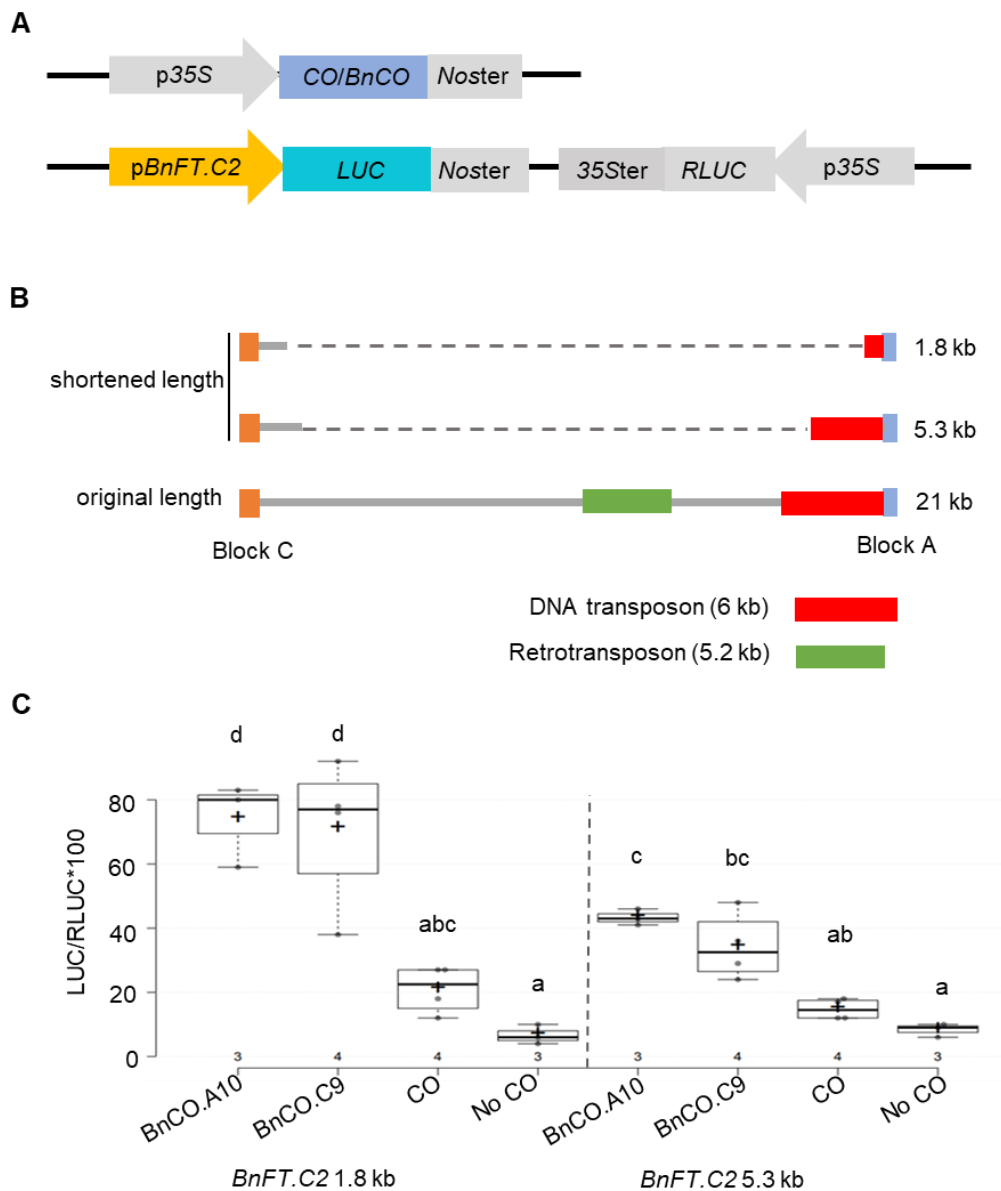 A
p35S CO/BnCO Noster
pBnFT.C2 LUC Noster 35Ster RLUC p35S
B
shortened length
1.8 kb
5.3 kb
original length
21 kb
Block C Block A
DNA transposon (6 kb)
Retrotransposon (5.2 kb)
C
LUC/RLUC*100
80
60
40
20
0
d d abc a c bc ab a
3 4 4 3 3 4 4 3
BnCO.A10 BnCO.C9 CO No CO BnCO.A10 BnCO.C9 CO No CO
BnFT.C2 1.8 kb BnFT.C2 5.3 kb